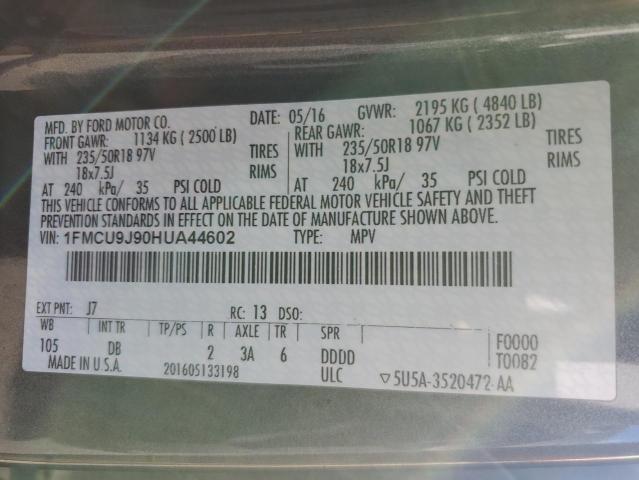 MFD. BY FORD MOTOR CO. DATE: 05/16 GVWR: 2195 KG ( 4840 LB)
FRONT GAWR: 1134 KG ( 2500 LB) REAR GAWR: 1067 KG ( 2352 LB)
WITH 235/50R18 97V TIRES WITH 235/50R18 97V TIRES
18x7.5J RIMS 18x7.5J RIMS
AT 240 kPa/ 35 PSI COLD AT 240 kPa/ 35 PSI COLD
THIS VEHICLE CONFORMS TO ALL APPLICABLE FEDERAL MOTOR VEHICLE SAFETY AND THEFT
PREVENTION STANDARDS IN EFFECT ON THE DATE OF MANUFACTURE SHOWN ABOVE.
VIN: 1FMCU9J90HUA44602 TYPE: MPV
EXT PNT: J7 RC: 13 DSO:
WB INT TR TP/PS R AXLE TR SPR F0000
105 DB 2 3A 6 DDDD T0082
MADE IN U.S.A. 201605133198 ULC ▽5U5A-3520472-AA